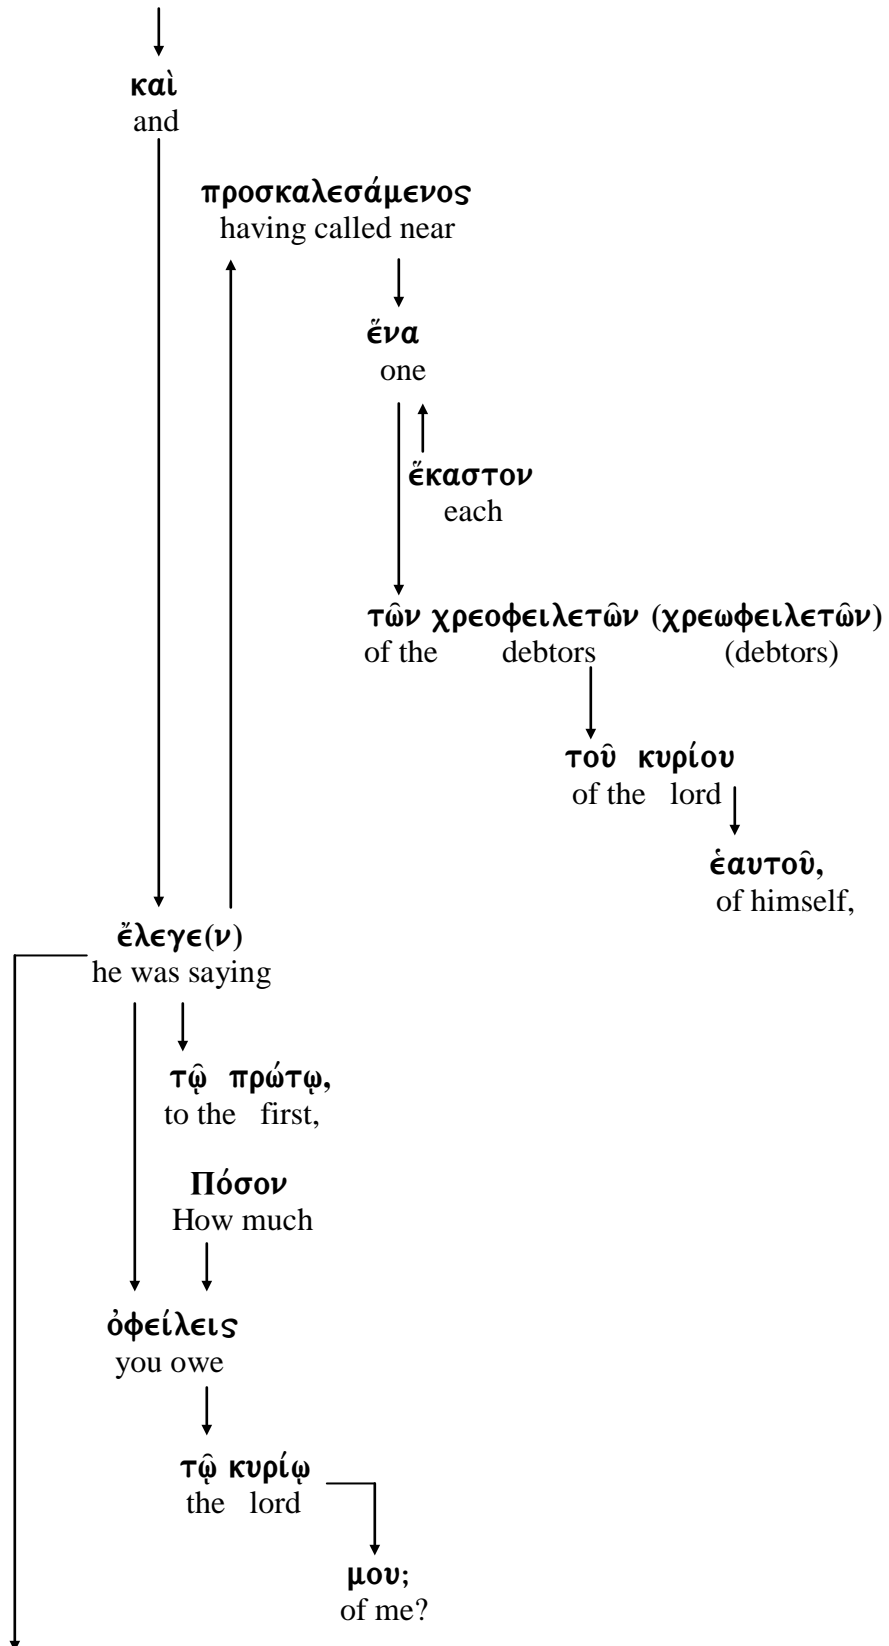 καὶ
and
προσκαλεσάμενος
having called near
ἕνα
one
ἕκαστον
each
τῶν χρεοφειλετῶν (χρεωφειλετῶν)
of the debtors (debtors)
τοῦ κυρίου
of the lord
ἑαυτοῦ,
of himself,
ἔλεγε(ν)
he was saying
τῷ πρώτῳ,
to the first,
Πόσον
How much
ὀφείλεις
you owe
τῷ κυρίῳ
the lord
μου;
of me?